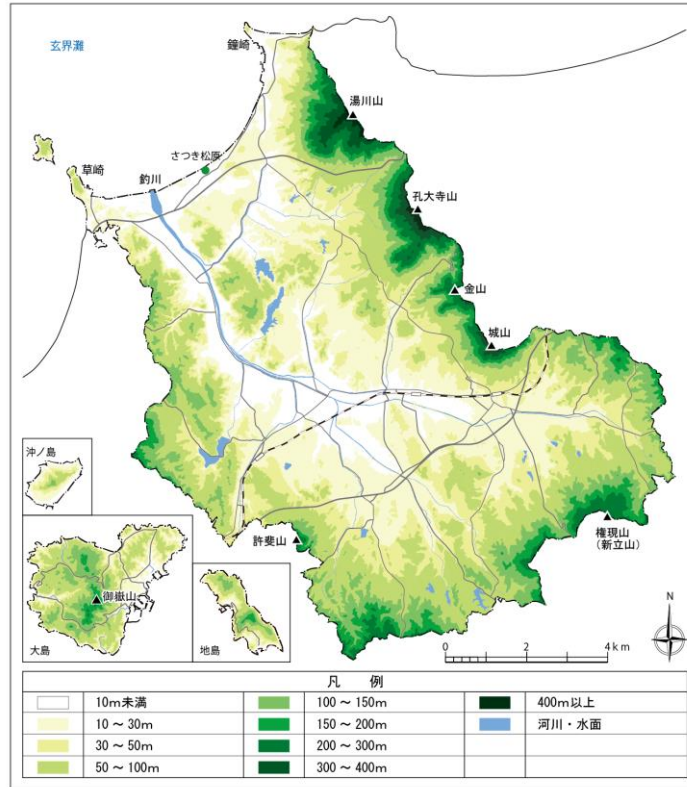 玄界灘
鐘崎
湯川山
さつき松原
草崎
釣川
孔大寺山
金山
城山
沖ノ島
許斐山
権現山
（新立山）
御嶽山
大島
地島
N
0 2 4km
凡 例
10m未満
100～150m
400m以上
10～30m
150～200m
河川・水面
30～50m
200～300m
50～100m
300～400m